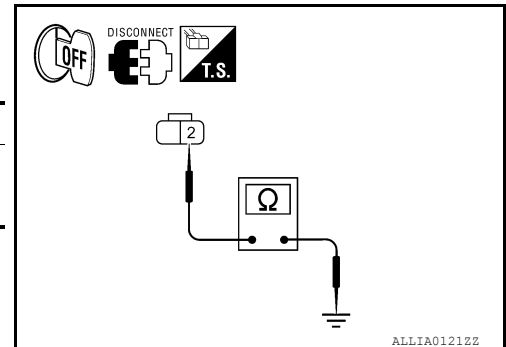 DISCONNECT
OFF
T.S.
2
Ω
ALLIA0121ZZ